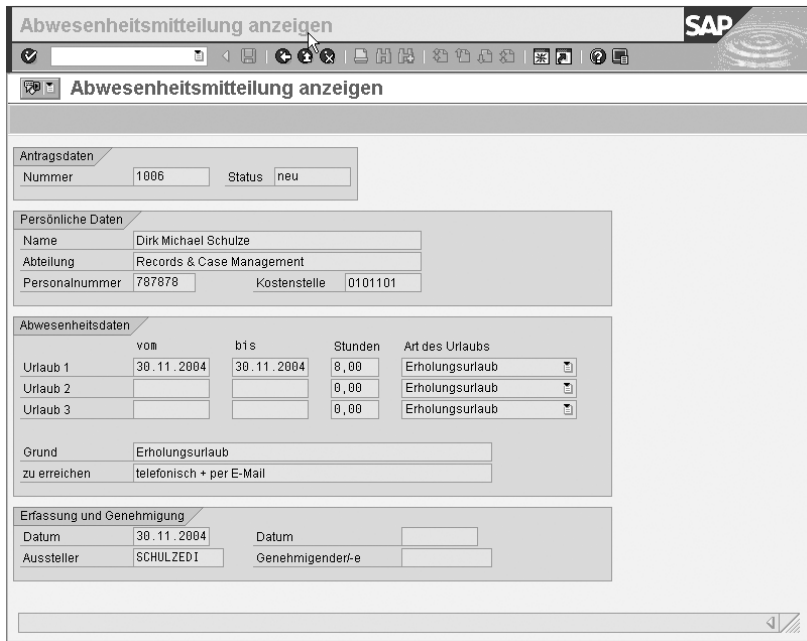 Abwesenheitsmitteilung anzeigen
SAP
Abwesenheitsmitteilung anzeigen
Antragsdaten
Nummer 1006 Status neu
Persönliche Daten
Name Dirk Michael Schulze
Abteilung Records & Case Management
Personalnummer 787878 Kostenstelle 0101101
Abwesenheitsdaten
vom bis Stunden Art des Urlaubs
Urlaub 1 30.11.2004 30.11.2004 8,00 Erholungsurlaub
Urlaub 2 0,00 Erholungsurlaub
Urlaub 3 0,00 Erholungsurlaub
Grund Erholungsurlaub
zu erreichen telefonisch + per E-Mail
Erfassung und Genehmigung
Datum 30.11.2004 Datum
Aussteller SCHULZEDI Genehmigender/-e